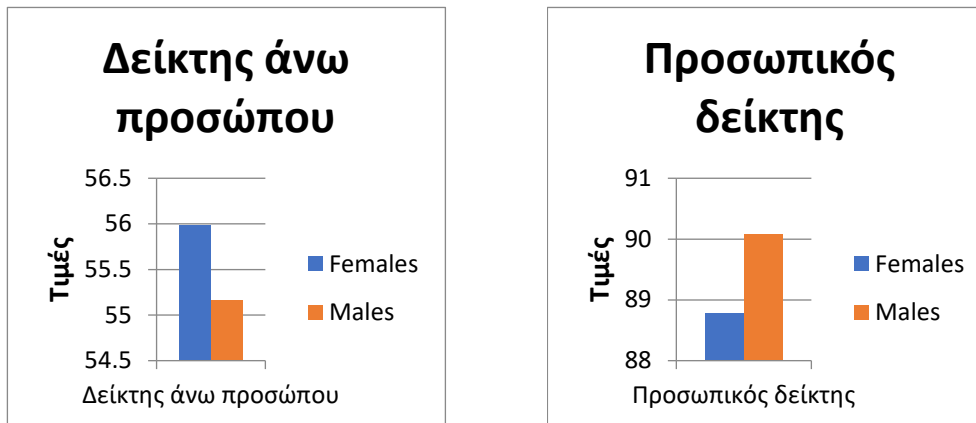 Δείκτης άνω
προσώπου
56.5
56
55.5
55
54.5
Τιμές
Females
Males
Δείκτης άνω προσώπου
Προσωπικός
δείκτης
91
90
89
88
Τιμές
Females
Males
Προσωπικός δείκτης